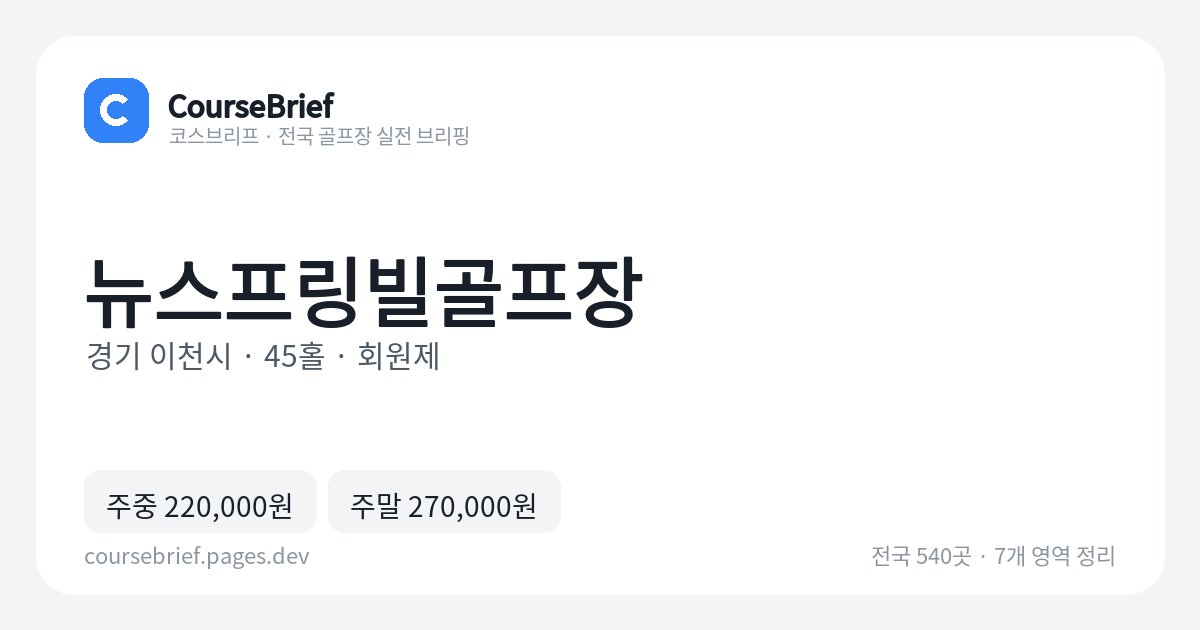 C
CourseBrief
코스브리프 · 전국 골프장 실전 브리핑
뉴스프링빌골프장
경기 이천시 · 45홀 · 회원제
주중 220,000원
주말 270,000원
coursebrief.pages.dev
전국 540곳 · 7개 영역 정리